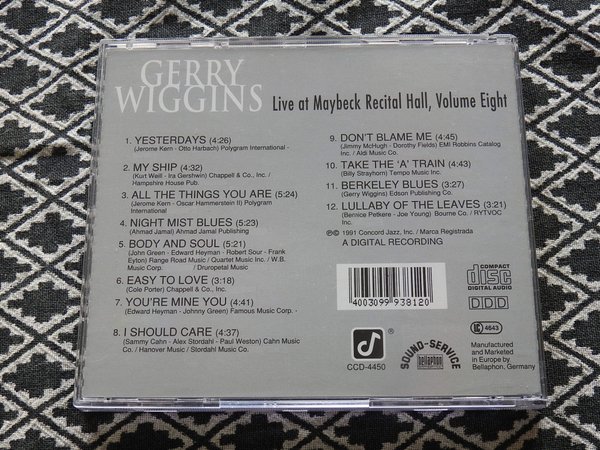 GERRY
WIGGINS
Live at Maybeck Recital Hall, Volume Eight
1. YESTERDAYS (4:26)
(Jerome Kern - Otto Harbach) Polygram International -
2. MY SHIP (4:32)
(Kurt Weill - Ira Gershwin) Chappell & Co., Inc. /
Hampshire House Pub.
3. ALL THE THINGS YOU ARE (5:24)
(Jerome Kern - Oscar Hammerstein II) Polygram
International
4. NIGHT MIST BLUES (5:23)
(Ahmad Jamal) Ahmad Jamal Publishing
5. BODY AND SOUL (5:21)
(John Green - Edward Heyman - Robert Sour - Frank
Eyton) Range Road Music / Quartet Music Inc. / W.B.
Music Corp. / Druropetal Music
6. EASY TO LOVE (3:18)
(Cole Porter) Chappell & Co., Inc.
7. YOU'RE MINE YOU (4:41)
(Edward Heyman - Johnny Green) Famous Music Corp. -
8. I SHOULD CARE (4:37)
(Sammy Cahn - Alex Stordahl - Paul Weston) Cahn Music
Co. / Hanover Music / Stordahl Music Co.
9. DON'T BLAME ME (4:45)
(Jimmy McHugh - Dorothy Fields) EMI Robbins Catalog
Inc. / Aldi Music Co.
10. TAKE THE 'A' TRAIN (4:43)
(Billy Strayhorn) Tempo Music Inc.
11. BERKELEY BLUES (3:27)
(Gerry Wiggins) Edson Publishing Co.
12. LULLABY OF THE LEAVES (3:21)
(Bernice Petkere - Joe Young) Bourne Co. / RYTVOC
Inc.
℗© 1991 Concord Jazz, Inc. / Marca Registrada
A DIGITAL RECORDING
4003099 938120
COMPACT
disc
DIGITAL AUDIO
DDD
LC 4643
CCD-4450
SOUND-SERVICE
bellaphon
Manufactured
and Marketed
in Europe by
Bellaphon, Germany